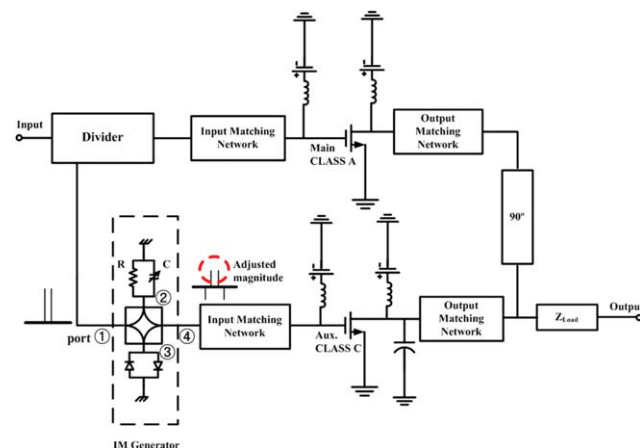 Input
Divider
Input Matching
Network
Main
CLASS A
Output
Matching
Network
90°
R
C
②
Adjusted
magnitude
port ①
④
③
Input Matching
Network
Aux.
CLASS C
Output
Matching
Network
Z_Load
Output
IM Generator
- +
- +
- +
- +